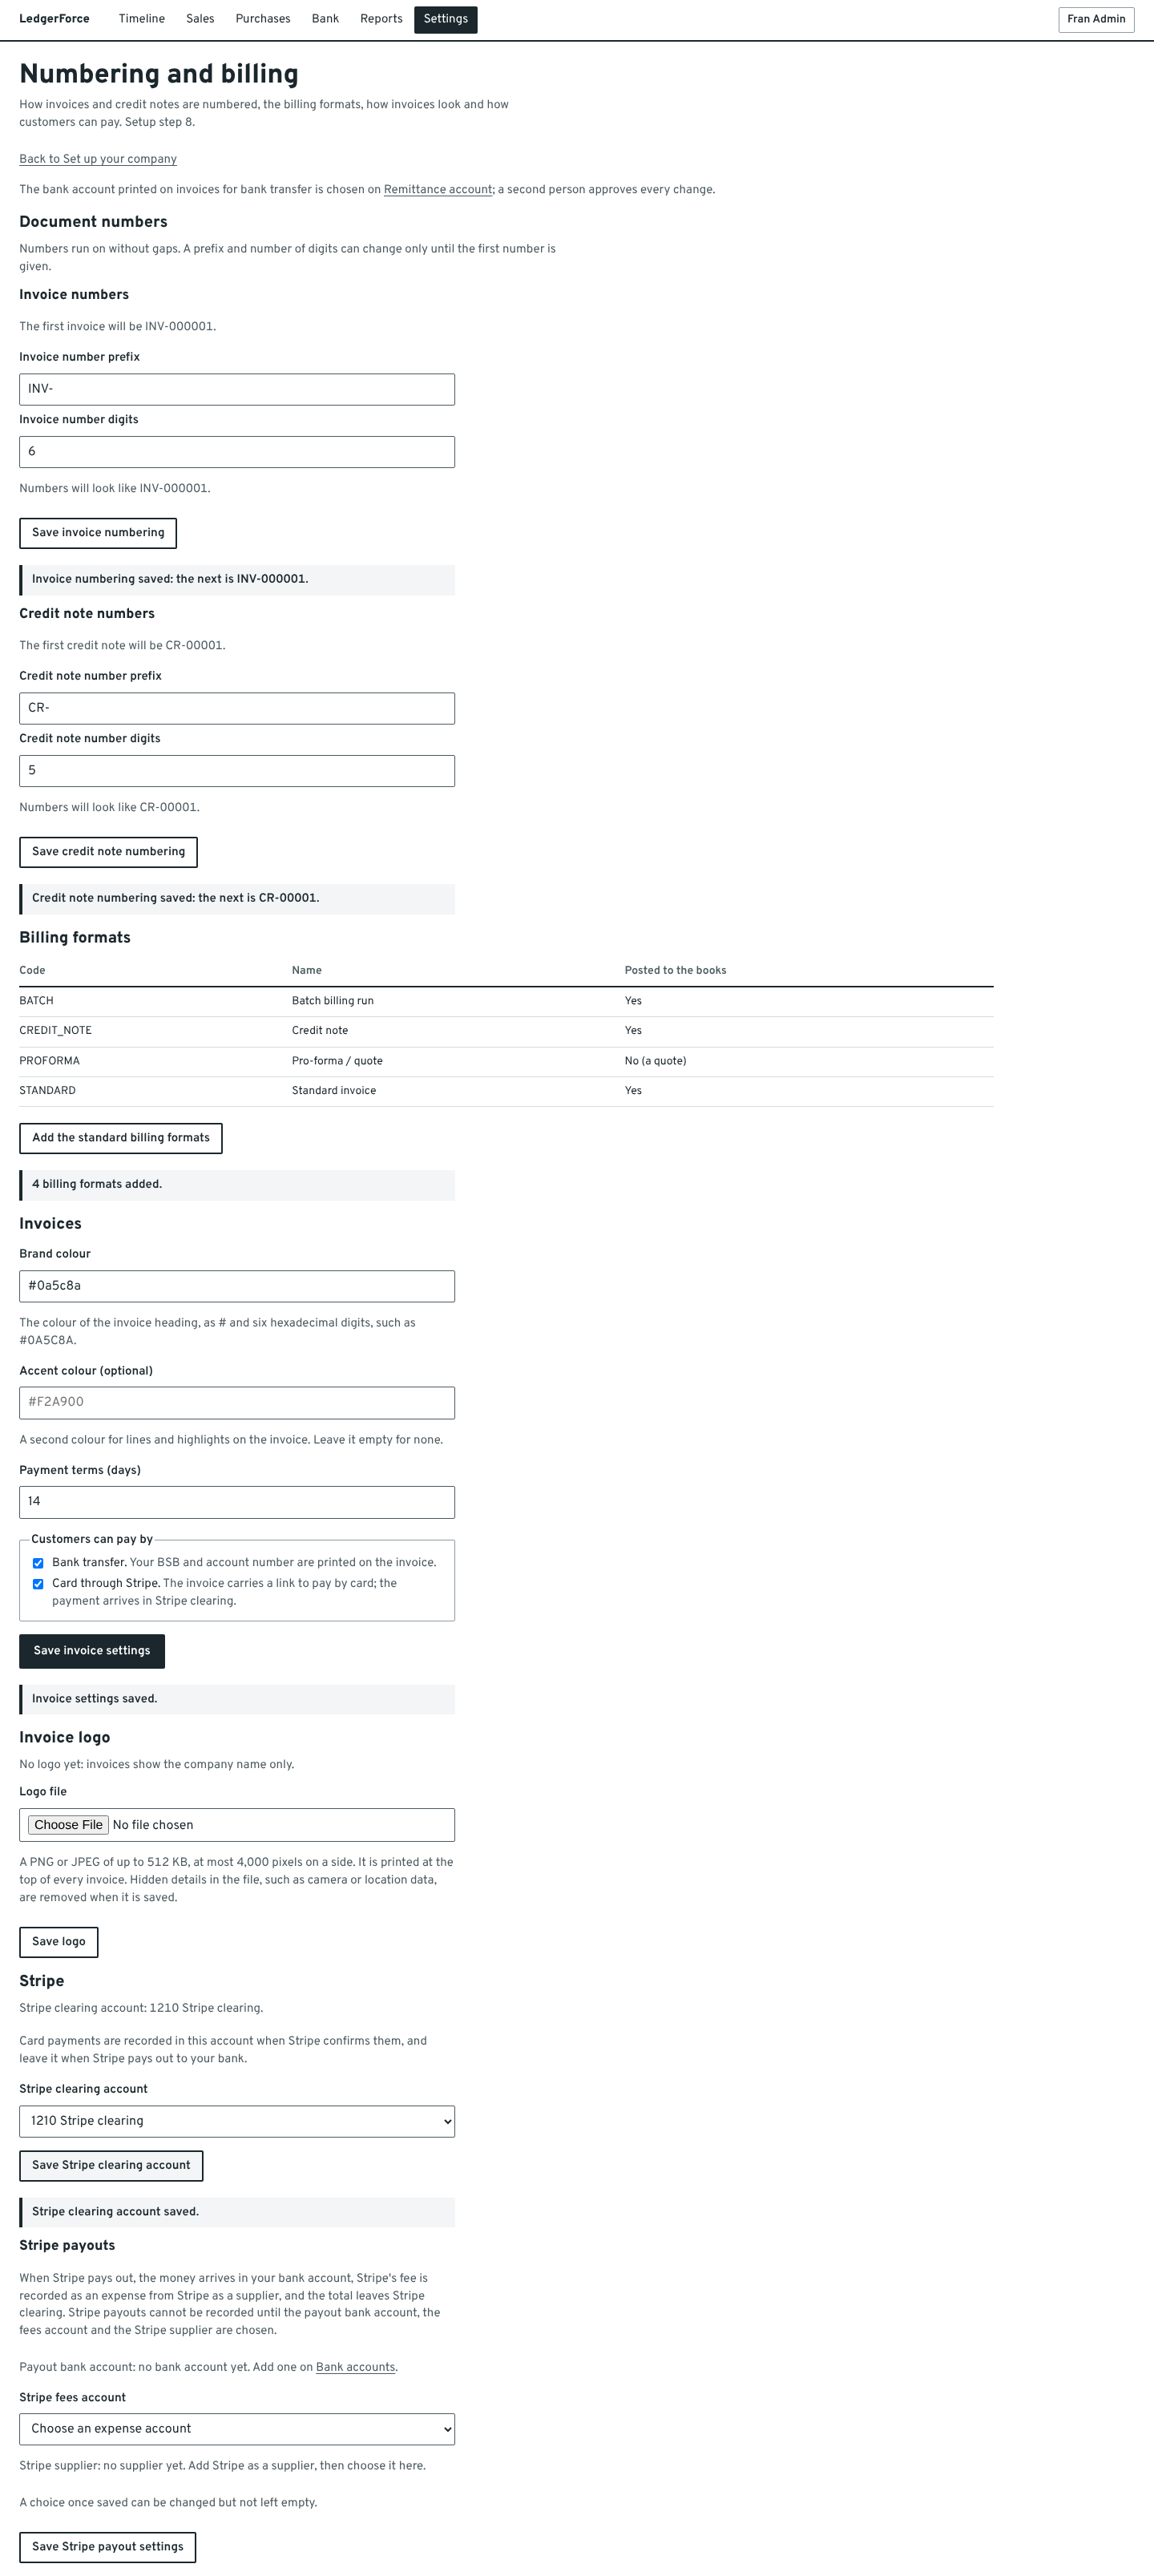 LedgerForce Timeline Sales Purchases Bank Reports Settings Fran Admin
Numbering and billing
How invoices and credit notes are numbered, the billing formats, how invoices look and how
customers can pay. Setup step 8.
Back to Set up your company
The bank account printed on invoices for bank transfer is chosen on Remittance account; a second person approves every change.
Document numbers
Numbers run on without gaps. A prefix and number of digits can change only until the first number is
given.
Invoice numbers
The first invoice will be INV-000001.
Invoice number prefix
INV-
Invoice number digits
6
Numbers will look like INV-000001.
Save invoice numbering
Invoice numbering saved: the next is INV-000001.
Credit note numbers
The first credit note will be CR-00001.
Credit note number prefix
CR-
Credit note number digits
5
Numbers will look like CR-00001.
Save credit note numbering
Credit note numbering saved: the next is CR-00001.
Billing formats
Code Name Posted to the books
BATCH Batch billing run Yes
CREDIT_NOTE Credit note Yes
PROFORMA Pro-forma / quote No (a quote)
STANDARD Standard invoice Yes
Add the standard billing formats
4 billing formats added.
Invoices
Brand colour
#0a5c8a
The colour of the invoice heading, as # and six hexadecimal digits, such as
#0A5C8A.
Accent colour (optional)
#F2A900
A second colour for lines and highlights on the invoice. Leave it empty for none.
Payment terms (days)
14
Customers can pay by
Bank transfer. Your BSB and account number are printed on the invoice.
Card through Stripe. The invoice carries a link to pay by card; the
payment arrives in Stripe clearing.
Save invoice settings
Invoice settings saved.
Invoice logo
No logo yet: invoices show the company name only.
Logo file
Choose File No file chosen
A PNG or JPEG of up to 512 KB, at most 4,000 pixels on a side. It is printed at the
top of every invoice. Hidden details in the file, such as camera or location data,
are removed when it is saved.
Save logo
Stripe
Stripe clearing account: 1210 Stripe clearing.
Card payments are recorded in this account when Stripe confirms them, and
leave it when Stripe pays out to your bank.
Stripe clearing account
1210 Stripe clearing
Save Stripe clearing account
Stripe clearing account saved.
Stripe payouts
When Stripe pays out, the money arrives in your bank account, Stripe's fee is
recorded as an expense from Stripe as a supplier, and the total leaves Stripe
clearing. Stripe payouts cannot be recorded until the payout bank account, the
fees account and the Stripe supplier are chosen.
Payout bank account: no bank account yet. Add one on Bank accounts.
Stripe fees account
Choose an expense account
Stripe supplier: no supplier yet. Add Stripe as a supplier, then choose it here.
A choice once saved can be changed but not left empty.
Save Stripe payout settings